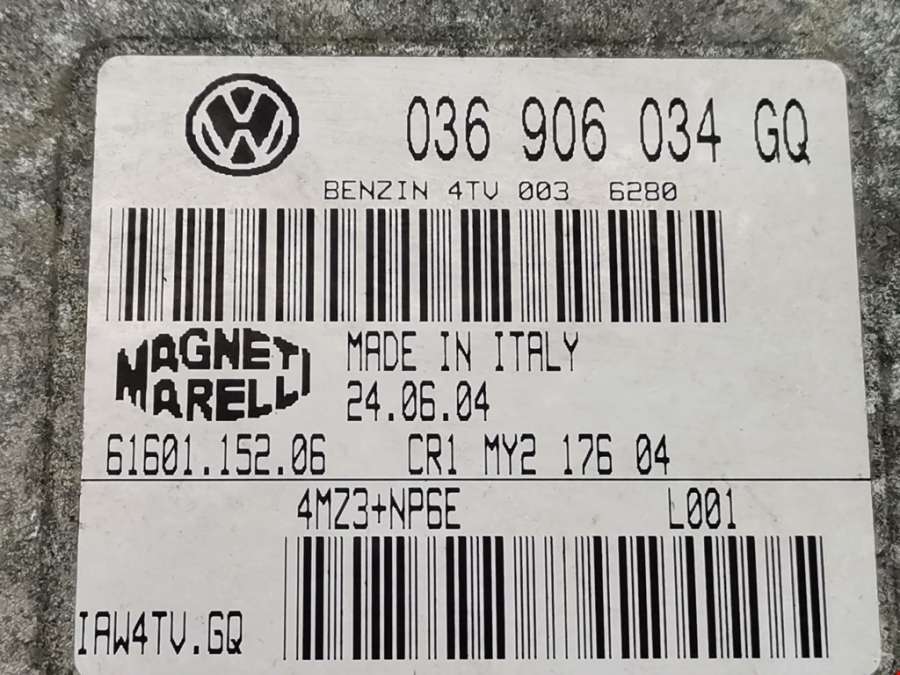 036 906 034 GQ
BENZIN 4TV 003 6280
MAGNETI MARELLI
MADE IN ITALY
24.06.04
61601.152.06 CR1 MY2 176 04
4MZ3+NP6E L001
IAW4TV.GQ